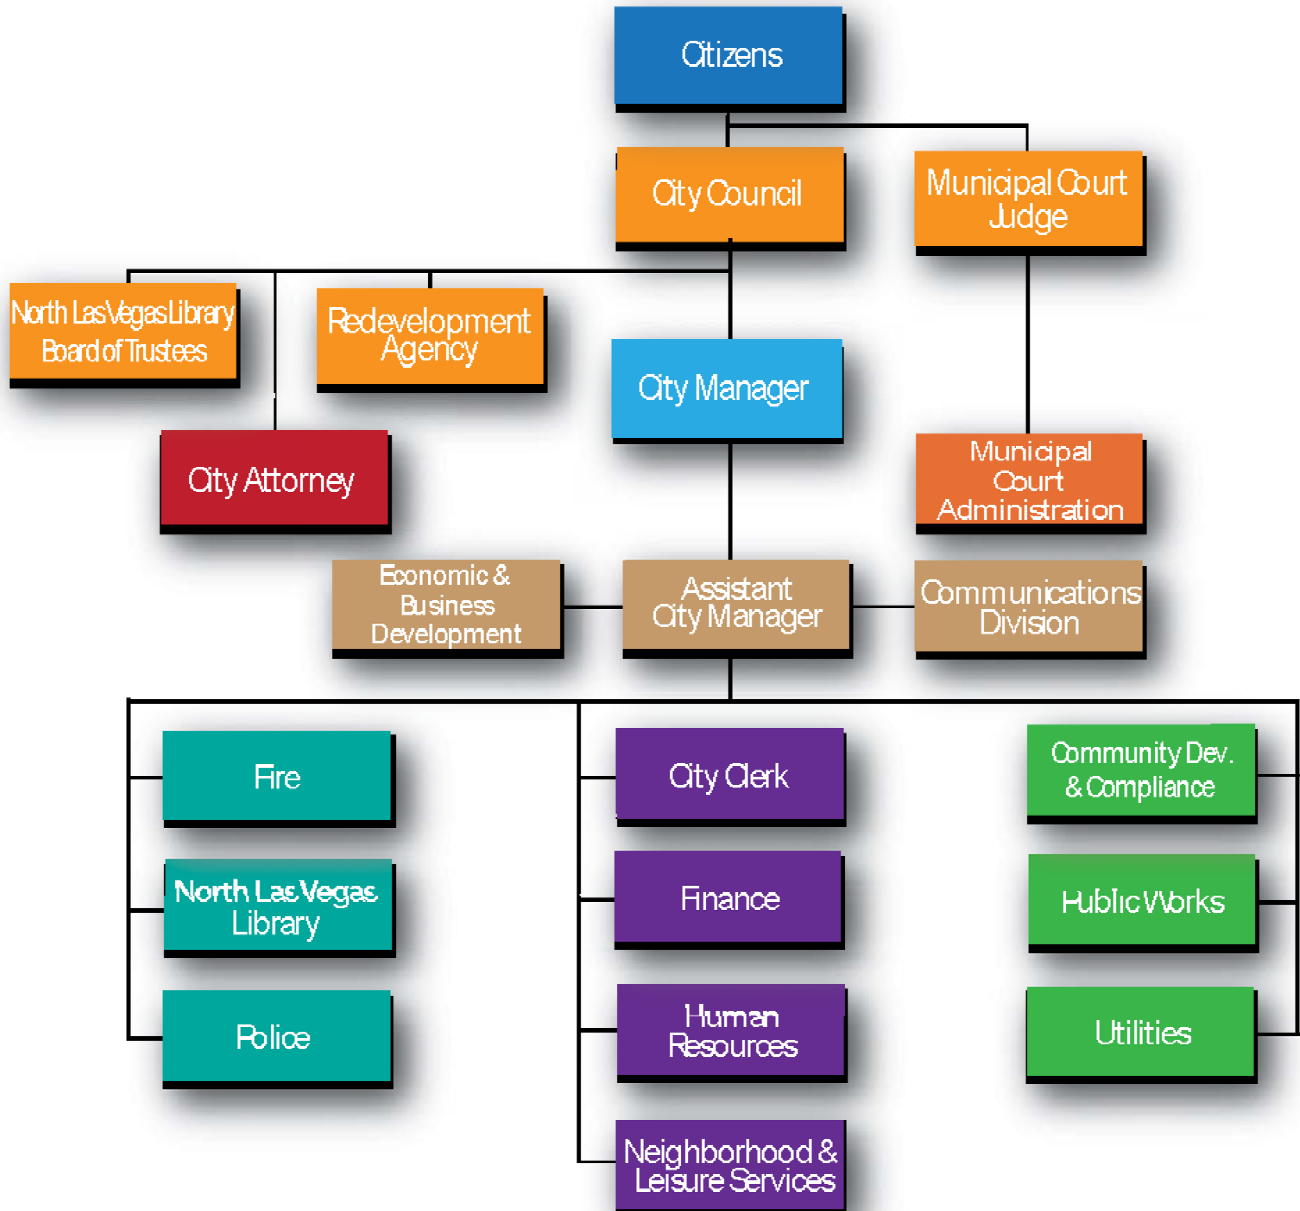 Citizens
City Council
Municipal Court
Judge
North Las Vegas Library
Board of Trustees
Redevelopment
Agency
City Manager
City Attorney
Municipal
Court
Administration
Economic &
Business
Development
Assistant
City Manager
Communications
Division
Fire
City Clerk
Community Dev.
& Compliance
North Las Vegas
Library
Finance
Public Works
Police
Human
Resources
Utilities
Neighborhood &
Leisure Services